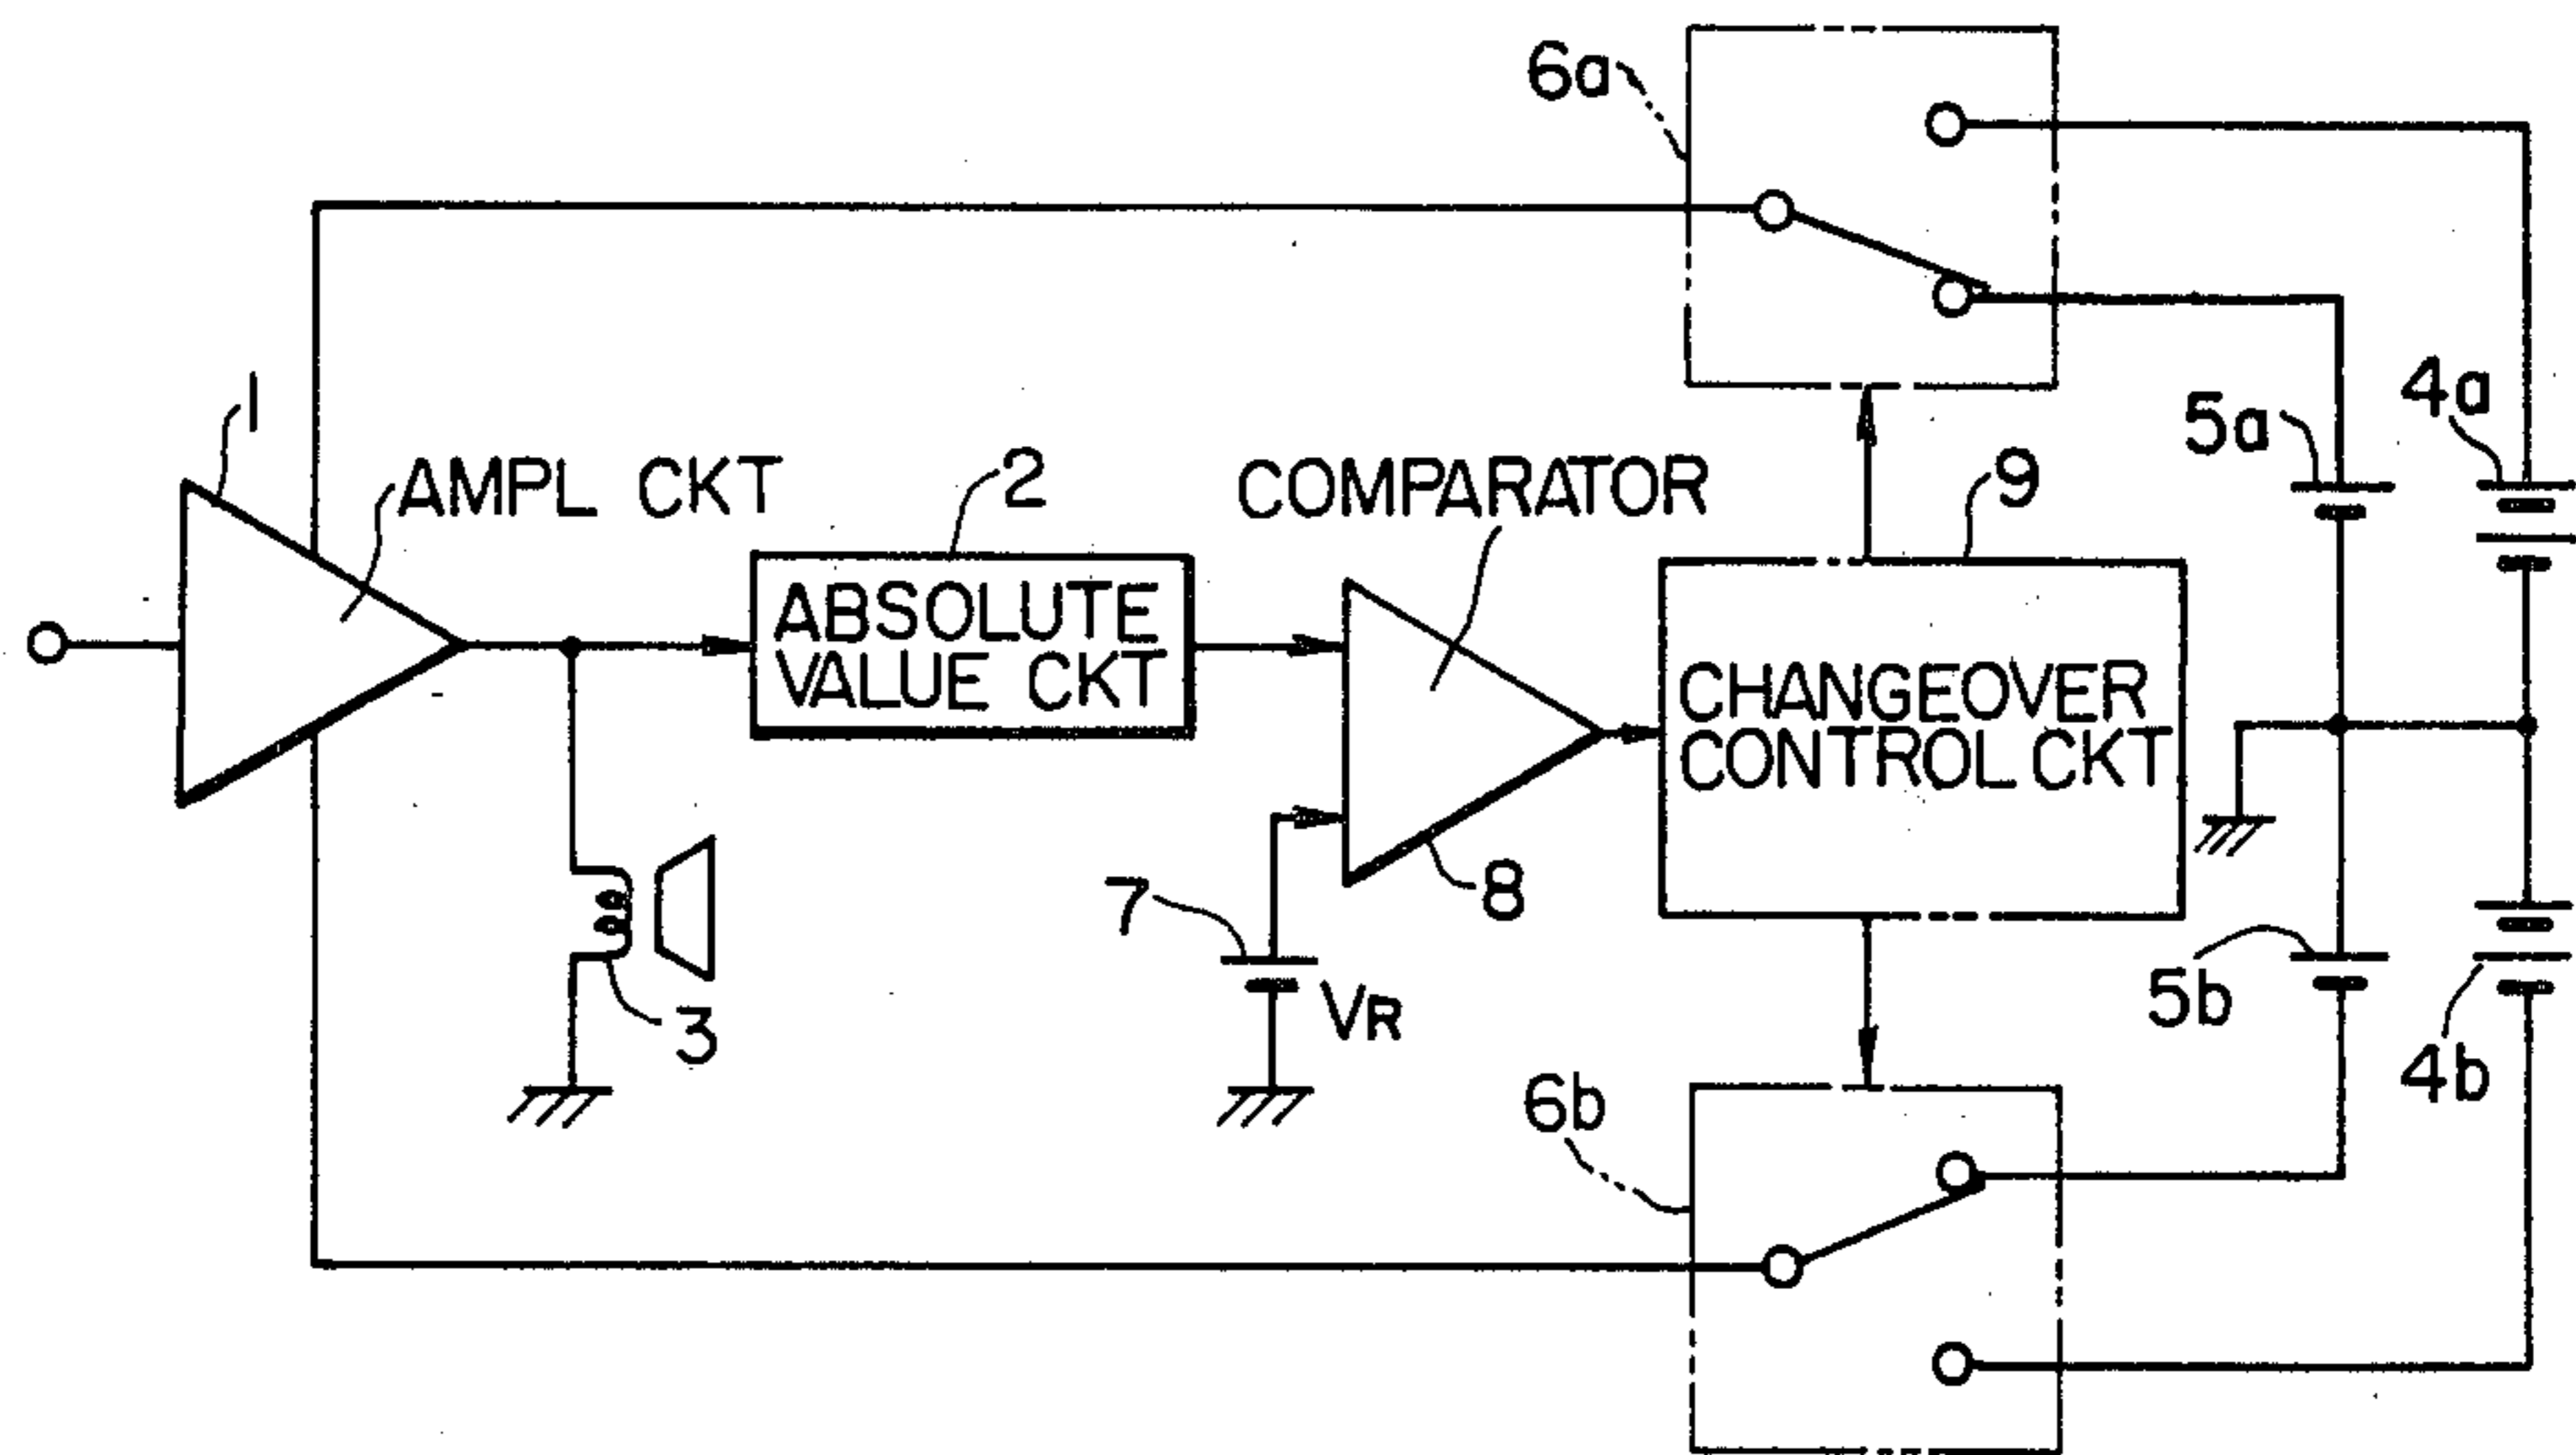 6a
1
AMPL CKT
2
COMPARATOR
9
5a
4a
ABSOLUTE
VALUE CKT
CHANGEOVER
CONTROL CKT
7
8
3
VR
5b
4b
6b